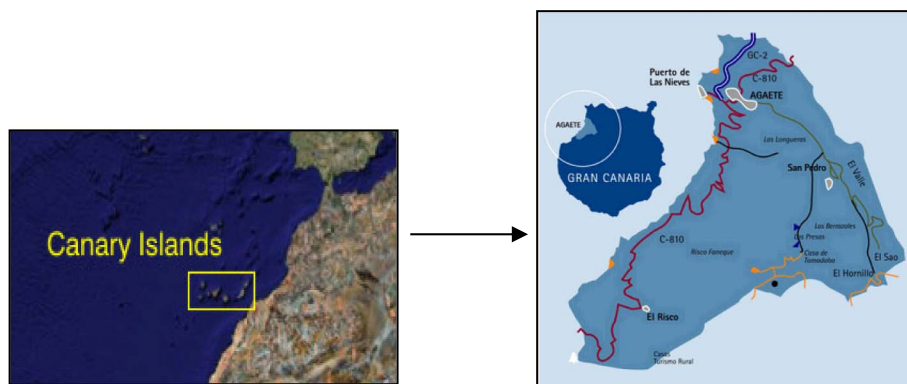 Canary Islands
GC-2
C-810
Puerto de
Las Nieves
AGAETE
AGAETE
Las Longueras
GRAN CANARIA
San Pedro
El Valle
C-810
Risco Faneque
Los Berrazales
Las Presas
Casa de
Tamadaba
El Sao
El Hornillo
El Risco
Casas
Turismo Rural